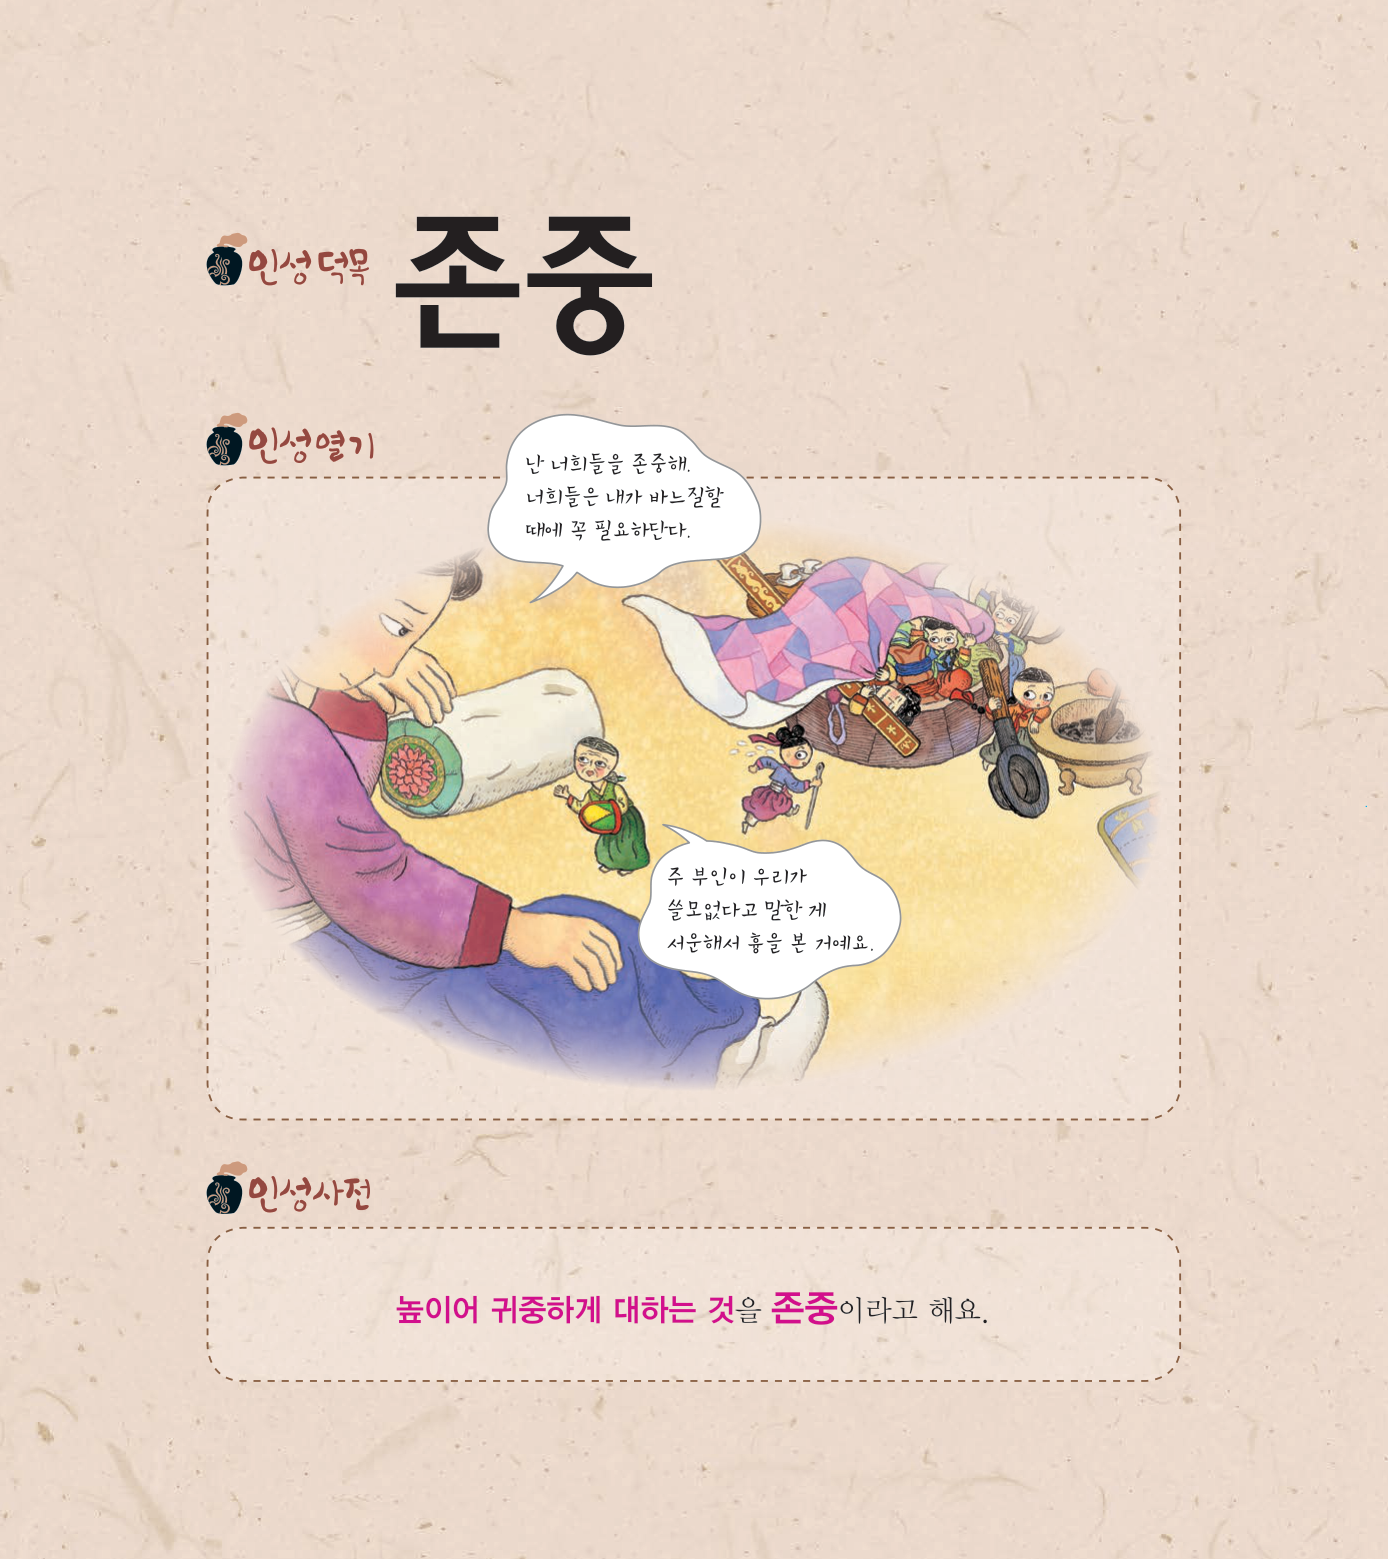 인성 덕목 존중
인성열기
난 너희들을 존중해.
너희들은 내가 바느질할
때에 꼭 필요하단다.
주 부인이 우리가
쓸모없다고 말한 게
서운해서 흉을 본 거예요.
인성사전
높이어 귀중하게 대하는 것을 존중이라고 해요.